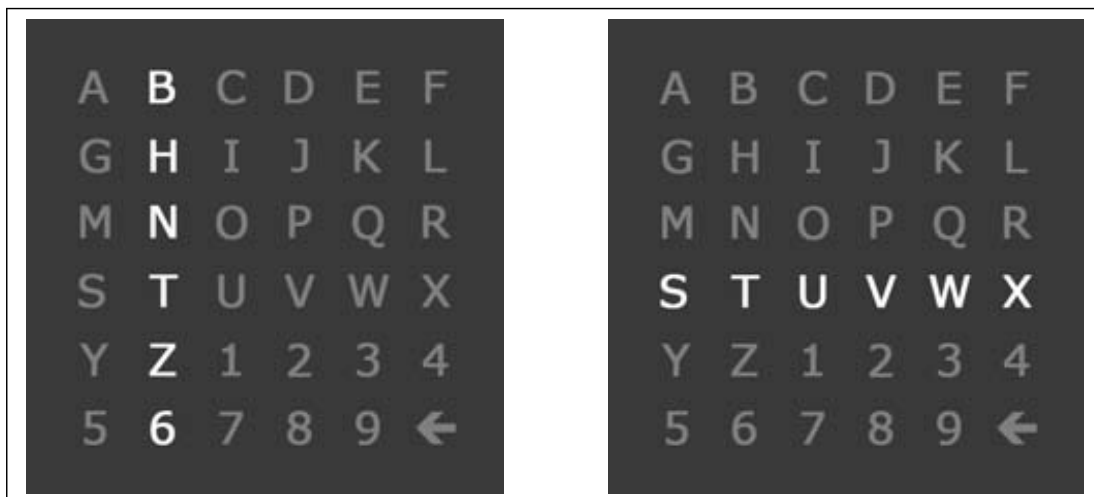 A B C D E F
G H I J K L
M N O P Q R
S T U V W X
Y Z 1 2 3 4
5 6 7 8 9 ←
A B C D E F
G H I J K L
M N O P Q R
S T U V W X
Y Z 1 2 3 4
5 6 7 8 9 ←